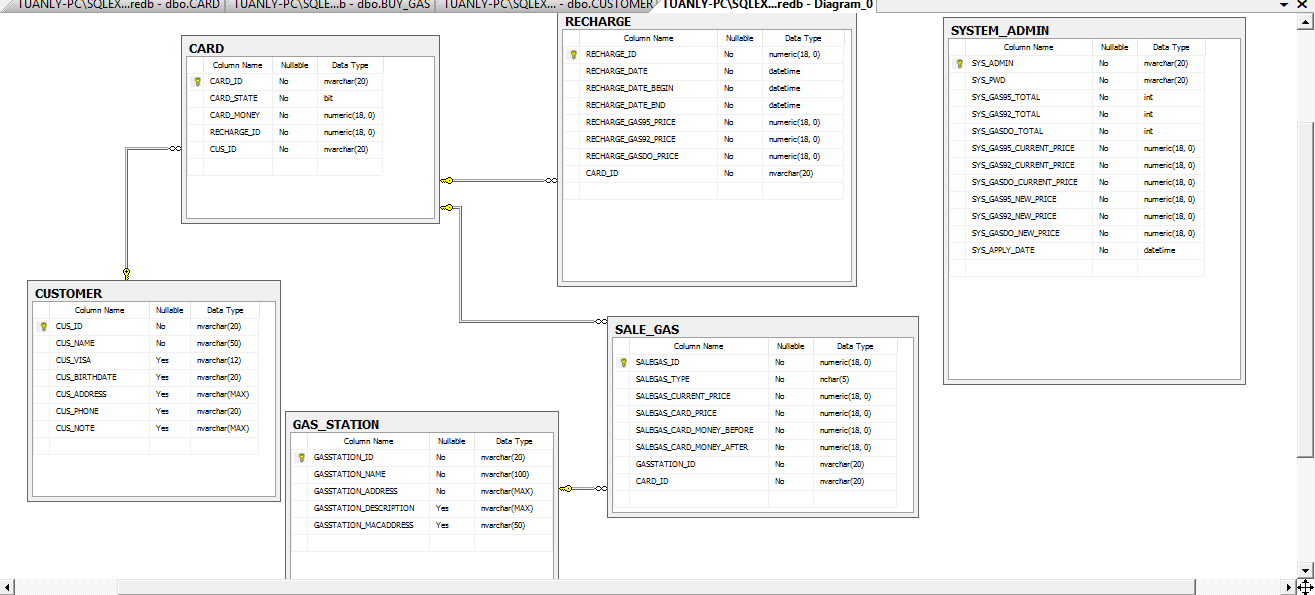 TUANLY-PC\SQLEX...redb - dbo.CARD TUANLY-PC\SQLE...b - dbo.BUY_GAS TUANLY-PC\SQLEX... - dbo.CUSTOMER TUANLY-PC\SQLEX...redb - Diagram_0
CARD
Column Name Nullable Data Type
CARD_ID No nvarchar(20)
CARD_STATE No bit
CARD_MONEY No numeric(18, 0)
RECHARGE_ID No numeric(18, 0)
CUS_ID No nvarchar(20)
RECHARGE
Column Name Nullable Data Type
RECHARGE_ID No numeric(18, 0)
RECHARGE_DATE No datetime
RECHARGE_DATE_BEGIN No datetime
RECHARGE_DATE_END No datetime
RECHARGE_GAS95_PRICE No numeric(18, 0)
RECHARGE_GAS92_PRICE No numeric(18, 0)
RECHARGE_GASDO_PRICE No numeric(18, 0)
CARD_ID No nvarchar(20)
SYSTEM_ADMIN
Column Name Nullable Data Type
SYS_ADMIN No nvarchar(20)
SYS_PWD No nvarchar(20)
SYS_GAS95_TOTAL No int
SYS_GAS92_TOTAL No int
SYS_GASDO_TOTAL No int
SYS_GAS95_CURRENT_PRICE No numeric(18, 0)
SYS_GAS92_CURRENT_PRICE No numeric(18, 0)
SYS_GASDO_CURRENT_PRICE No numeric(18, 0)
SYS_GAS95_NEW_PRICE No numeric(18, 0)
SYS_GAS92_NEW_PRICE No numeric(18, 0)
SYS_GASDO_NEW_PRICE No numeric(18, 0)
SYS_APPLY_DATE No datetime
CUSTOMER
Column Name Nullable Data Type
CUS_ID No nvarchar(20)
CUS_NAME No nvarchar(50)
CUS_VISA Yes nvarchar(12)
CUS_BIRTHDATE Yes nvarchar(20)
CUS_ADDRESS Yes nvarchar(MAX)
CUS_PHONE Yes nvarchar(20)
CUS_NOTE Yes nvarchar(MAX)
SALE_GAS
Column Name Nullable Data Type
SALEGAS_ID No numeric(18, 0)
SALEGAS_TYPE No nchar(5)
SALEGAS_CURRENT_PRICE No numeric(18, 0)
SALEGAS_CARD_PRICE No numeric(18, 0)
SALEGAS_CARD_MONEY_BEFORE No numeric(18, 0)
SALEGAS_CARD_MONEY_AFTER No numeric(18, 0)
GASSTATION_ID No nvarchar(20)
CARD_ID No nvarchar(20)
GAS_STATION
Column Name Nullable Data Type
GASSTATION_ID No nvarchar(20)
GASSTATION_NAME No nvarchar(100)
GASSTATION_ADDRESS No nvarchar(MAX)
GASSTATION_DESCRIPTION Yes nvarchar(MAX)
GASSTATION_MACADDRESS Yes nvarchar(50)